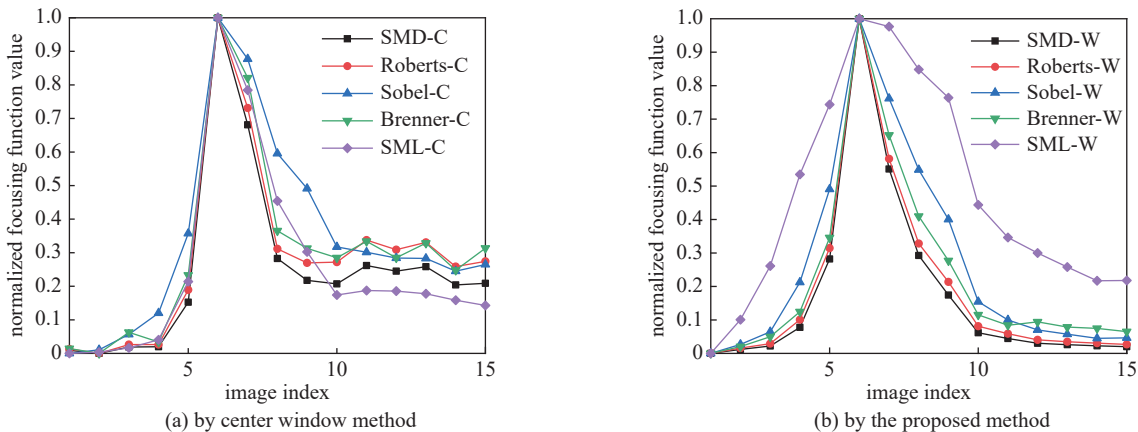 normalized focusing function value
1.0
0.9
0.8
0.7
0.6
0.5
0.4
0.3
0.2
0.1
0
5
10
15
image index
SMD-C
Roberts-C
Sobel-C
Brenner-C
SML-C
(a) by center window method
normalized focusing function value
1.0
0.9
0.8
0.7
0.6
0.5
0.4
0.3
0.2
0.1
0
5
10
15
image index
SMD-W
Roberts-W
Sobel-W
Brenner-W
SML-W
(b) by the proposed method